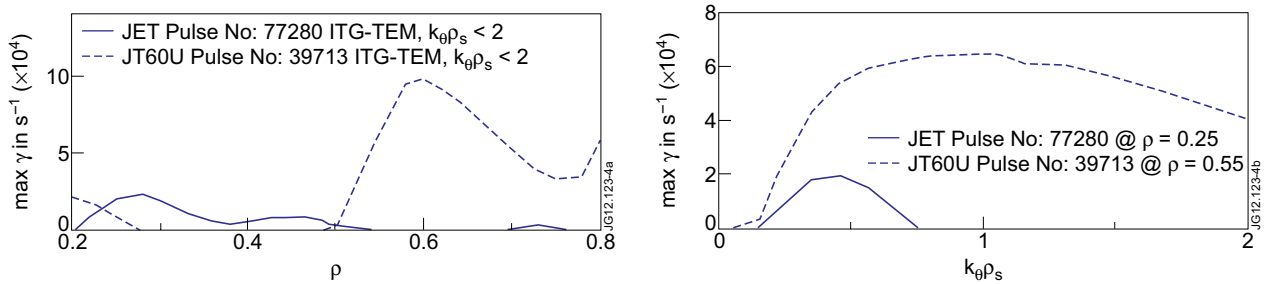 JET Pulse No: 77280 ITG-TEM, kθρs < 2
JT60U Pulse No: 39713 ITG-TEM, kθρs < 2
max γ in s⁻¹ (×10⁴)
10
5
0
0.2
0.4
0.6
0.8
ρ
JG12.123-4a
max γ in s⁻¹ (×10⁴)
8
6
4
2
0
JET Pulse No: 77280 @ ρ = 0.25
JT60U Pulse No: 39713 @ ρ = 0.55
0
1
2
kθρs
JG12.123-4b